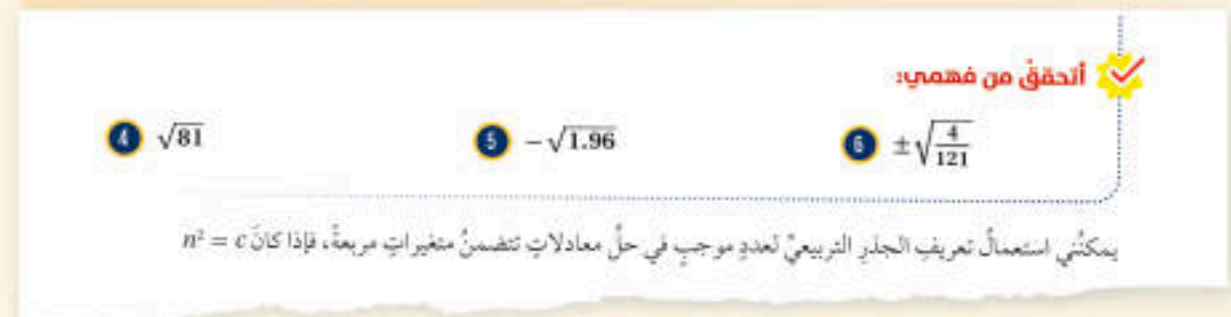 أتحققُ من فهمي:
4 √81 5 −√1.96 6 ±√(4/121)
يمكنُني استعمالُ تعريفِ الجذرِ التربيعيِّ لعددٍ موجبٍ في حلِّ معادلاتٍ تتضمنُ متغيراتٍ مربعةً، فإذا كانَ n² = c